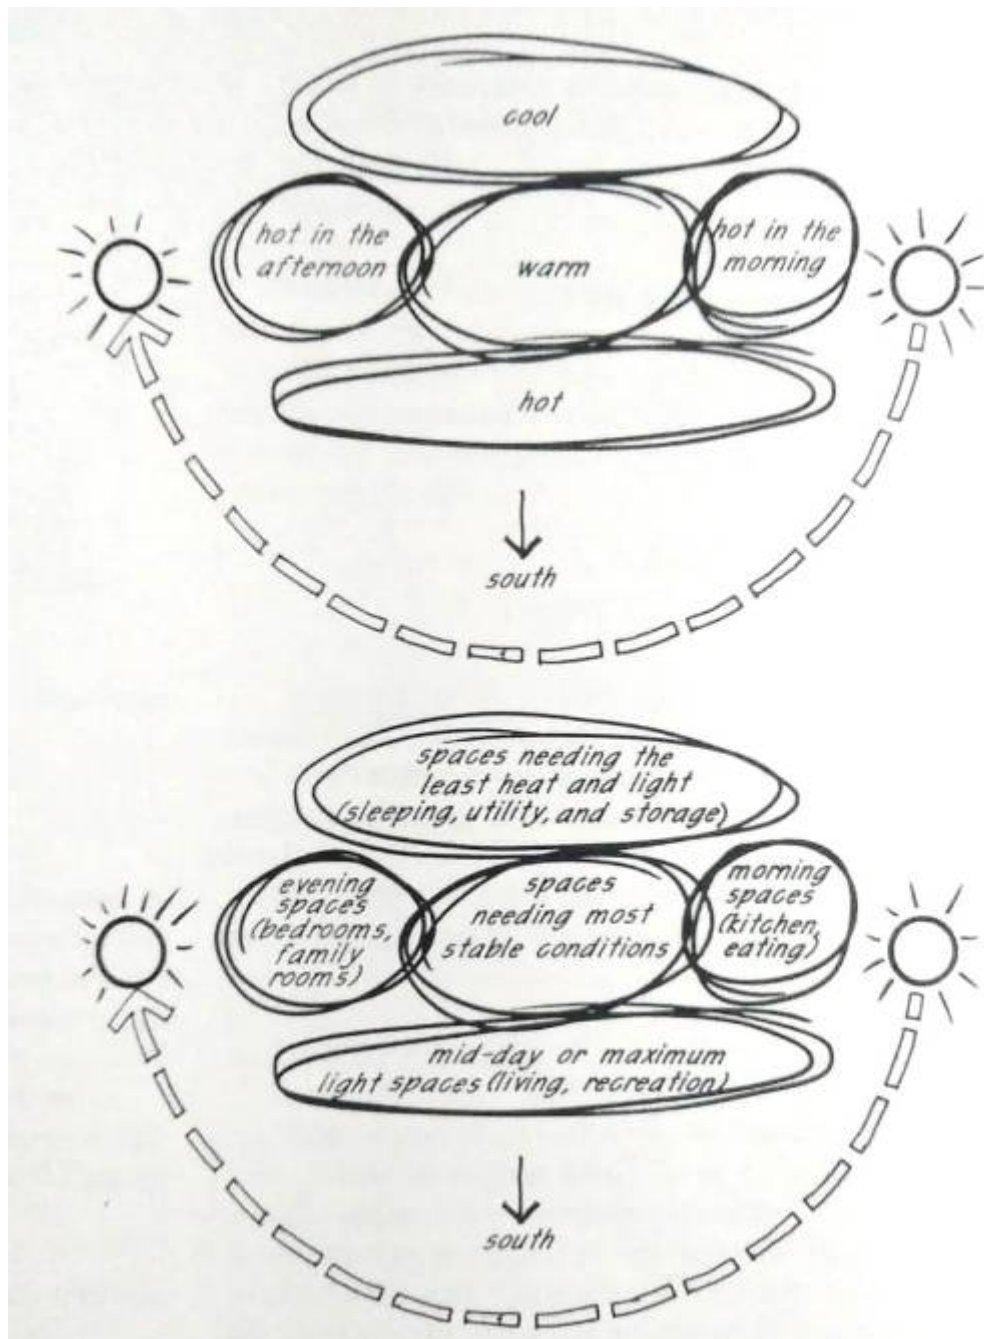 cool
hot in the
afternoon
warm
hot in the
morning
hot
south
spaces needing the
least heat and light
(sleeping, utility, and storage)
evening
spaces
(bedrooms,
family
rooms)
spaces
needing most
stable conditions
morning
spaces
(kitchen,
eating)
mid-day or maximum
light spaces (living, recreation)
south